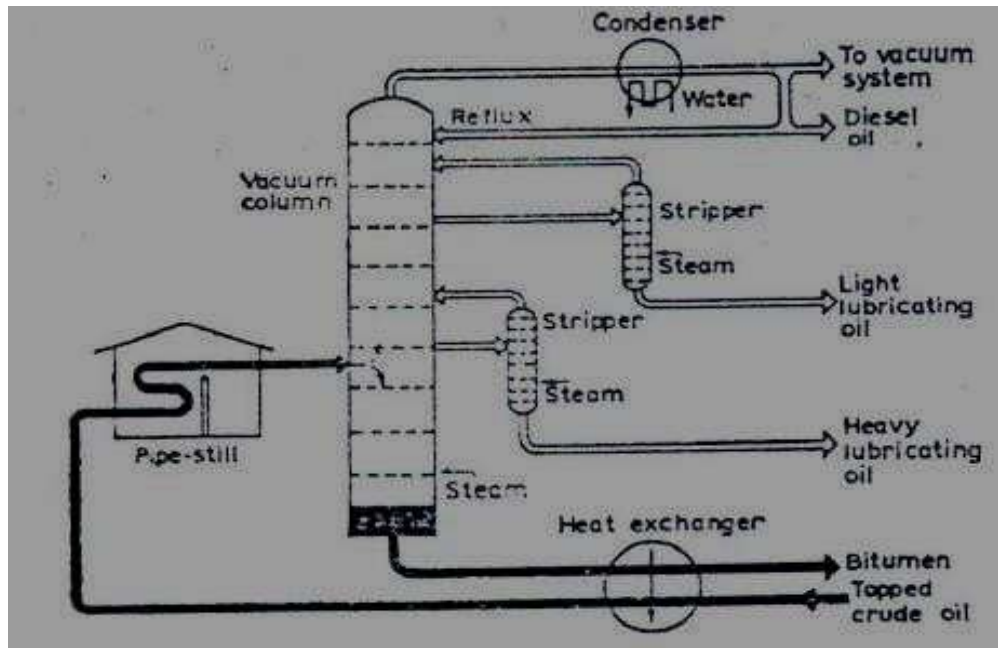 Condenser
To vacuum
system
Water
Reflux
Diesel
oil
Vacuum
column
Stripper
Steam
Light
lubricating
oil
Stripper
Steam
Pipe-still
Heavy
lubricating
oil
Steam
Heat exchanger
Bitumen
Topped
crude oil